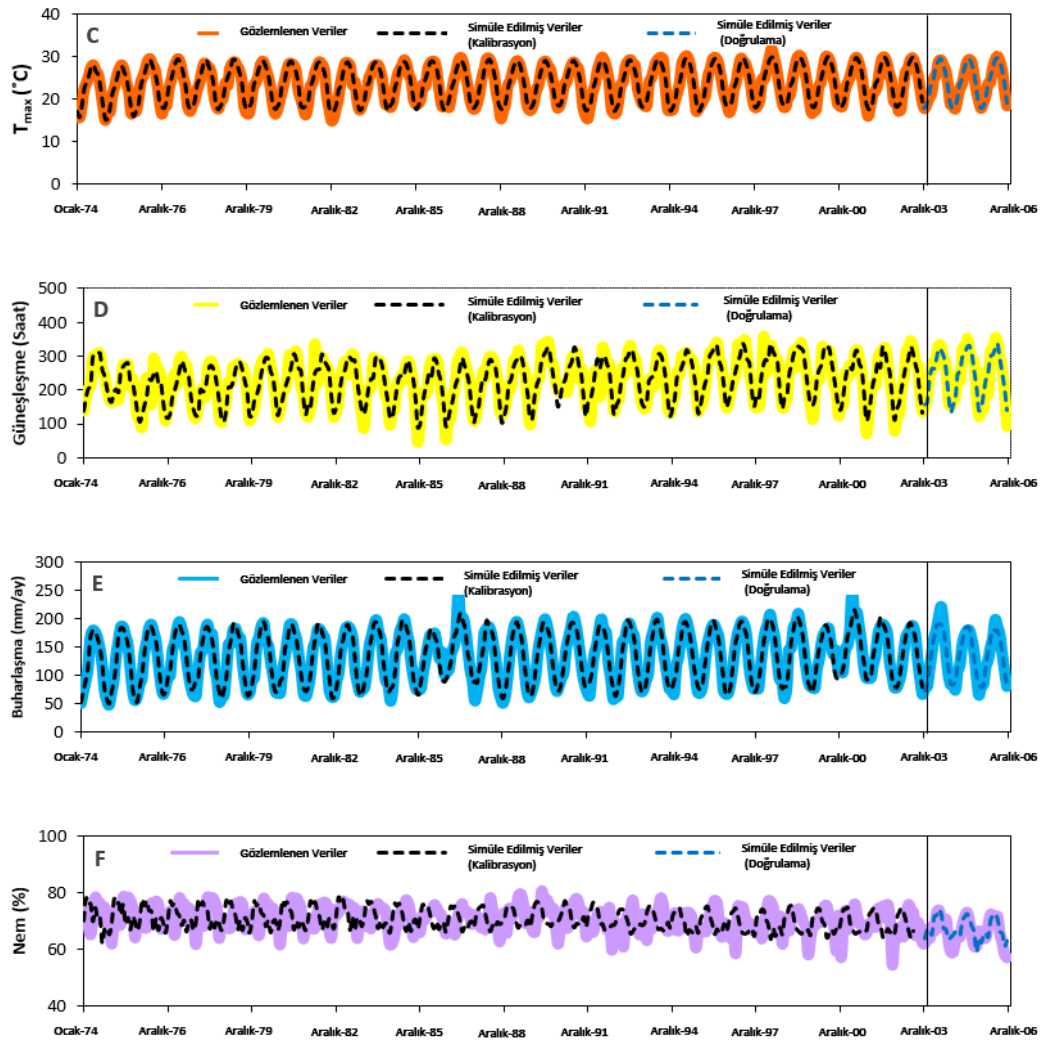 C
Gözlemlenen Veriler
Simüle Edilmiş Veriler
(Kalibrasyon)
Simüle Edilmiş Veriler
(Doğrulama)
Tmax (°C)
40
30
20
10
0
Ocak-74
Aralık-76
Aralık-79
Aralık-82
Aralık-85
Aralık-88
Aralık-91
Aralık-94
Aralık-97
Aralık-00
Aralık-03
Aralık-06
D
Gözlemlenen Veriler
Simüle Edilmiş Veriler
(Kalibrasyon)
Simüle Edilmiş Veriler
(Doğrulama)
Güneşleşme (Saat)
500
400
300
200
100
0
Ocak-74
Aralık-76
Aralık-79
Aralık-82
Aralık-85
Aralık-88
Aralık-91
Aralık-94
Aralık-97
Aralık-00
Aralık-03
Aralık-06
E
Gözlemlenen Veriler
Simüle Edilmiş Veriler
(Kalibrasyon)
Simüle Edilmiş Veriler
(Doğrulama)
Buharlaşma (mm/ay)
300
250
200
150
100
50
0
Ocak-74
Aralık-76
Aralık-79
Aralık-82
Aralık-85
Aralık-88
Aralık-91
Aralık-94
Aralık-97
Aralık-00
Aralık-03
Aralık-06
F
Gözlemlenen Veriler
Simüle Edilmiş Veriler
(Kalibrasyon)
Simüle Edilmiş Veriler
(Doğrulama)
Nem (%)
100
80
60
40
Ocak-74
Aralık-76
Aralık-79
Aralık-82
Aralık-85
Aralık-88
Aralık-91
Aralık-94
Aralık-97
Aralık-00
Aralık-03
Aralık-06